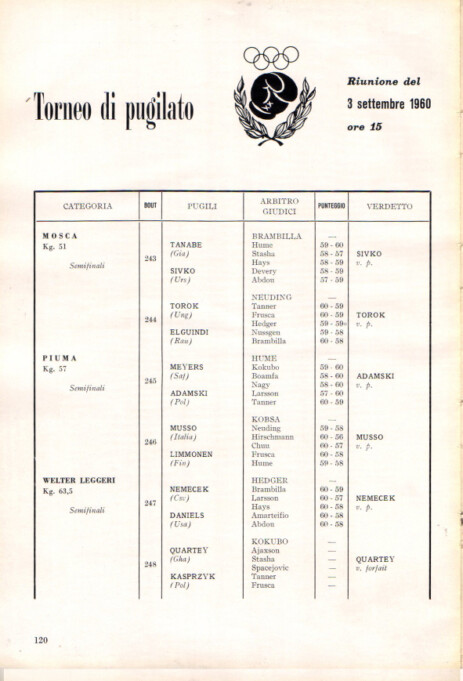 Torneo di pugilato
Riunione del
3 settembre 1960
ore 15
CATEGORIA BOUT PUGILI ARBITRO GIUDICI PUNTEGGIO VERDETTO
MOSCA BRAMBILLA —
Kg. 51 TANABE Hume 59 - 60
(Gia) Stasha 58 - 57 SIVKO
Semifinali 243 Hays 58 - 59 v. p.
SIVKO Devery 58 - 59
(Urs) Abdon 57 - 59
NEUDING —
TOROK Tanner 60 - 59
(Ung) Frusca 60 - 59 TOROK
244 Hedger 59 - 59• v. p.
ELGUINDI Nussgen 59 - 58
(Rau) Brambilla 60 - 58
PIUMA HUME —
Kg. 57 MEYERS Kokubo 59 - 60
(Saf) Boamfa 58 - 60 ADAMSKI
Semifinali 245 Nagy 58 - 60 v. p.
ADAMSKI Larsson 57 - 60
(Pol) Tanner 60 - 59
KOBSA —
MUSSO Neuding 59 - 58
(Italia) Hirschmann 60 - 56 MUSSO
246 Chun 60 - 57 v. p.
LIMMONEN Frusca 60 - 58
(Fin) Hume 59 - 58
WELTER LEGGERI HEDGER —
Kg. 63,5 NEMECEK Brambilla 60 - 59
(Cec) Larsson 60 - 57 NEMECEK
Semifinali 247 Hays 60 - 58 v. p.
DANIELS Amarteifio 60 - 58
(Usa) Abdon 60 - 58
KOKUBO —
QUARTEY Ajaxson —
(Gha) Stasha — QUARTEY
248 Spacejovic — v. forfait
KASPRZYK Tanner —
(Pol) Frusca —
120